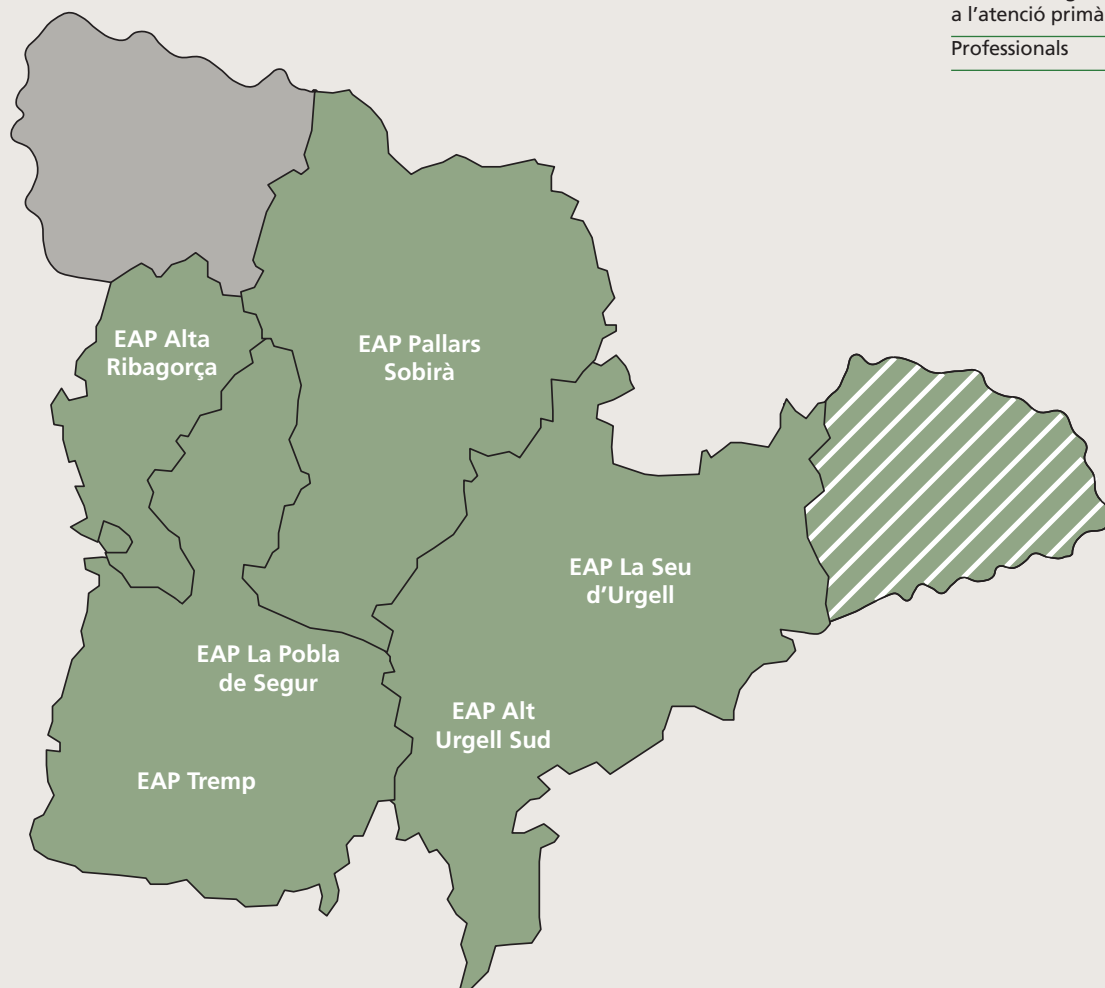 a l'atenció
Professionals
EAP Alta
Ribagorça
EAP Pallars
Sobirà
EAP La Seu
d'Urgell
EAP La Pobla
de Segur
EAP Alt
Urgell Sud
EAP Tremp